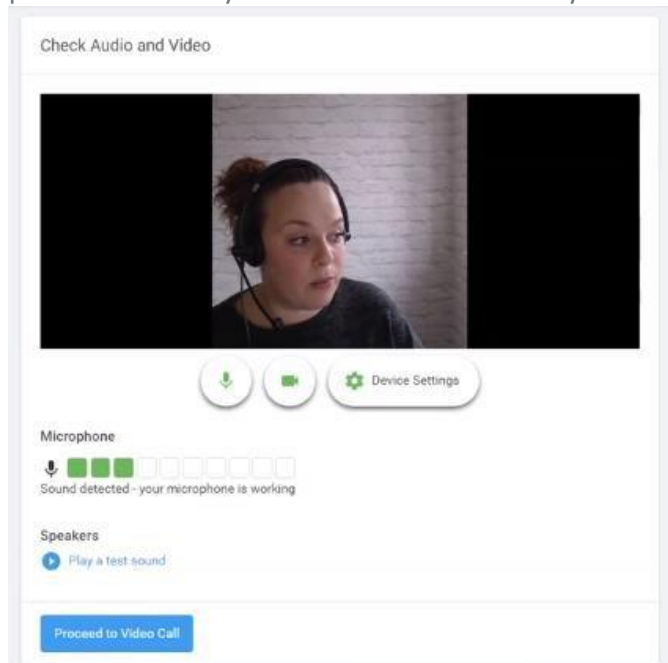 Check Audio and Video
Device Settings
Microphone
Sound detected - your microphone is working
Speakers
Play a test sound
Proceed to Video Call